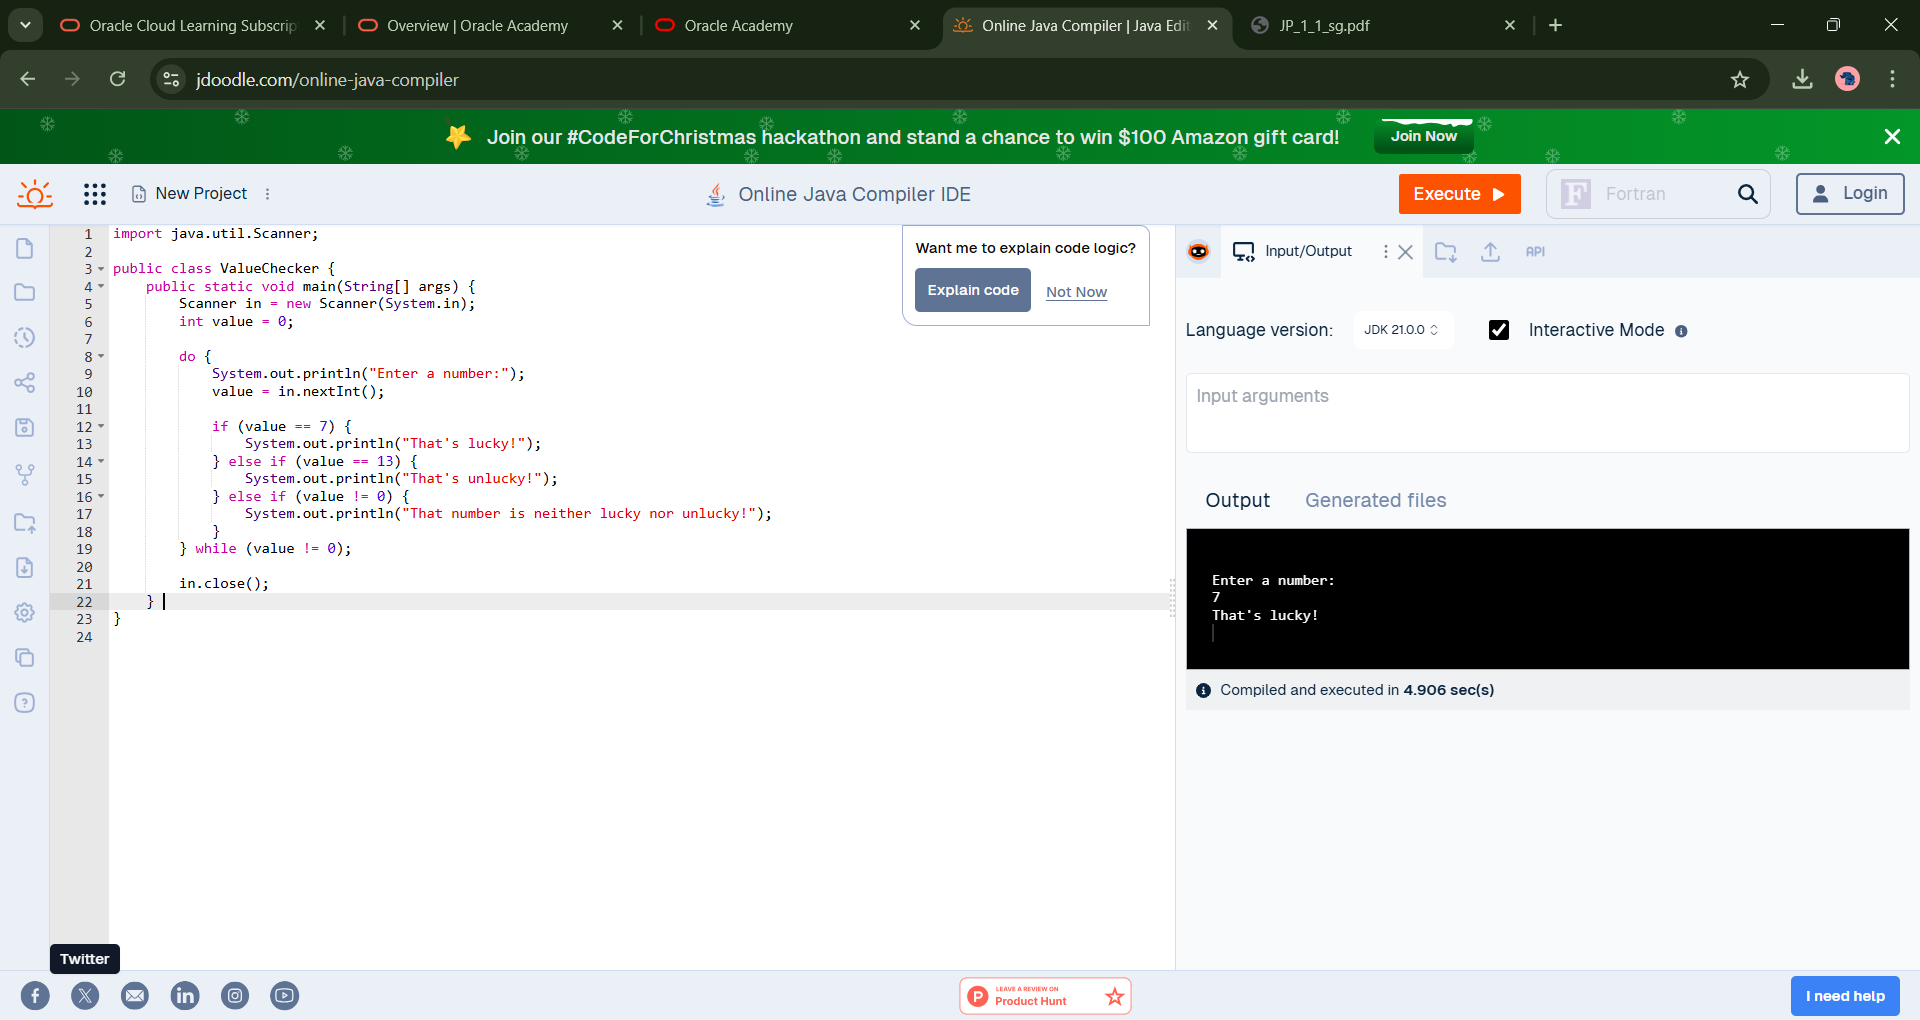 Oracle Cloud Learning Subscrip
Overview | Oracle Academy
Oracle Academy
Online Java Compiler | Java Edit
JP_1_1_sg.pdf
jdoodle.com/online-java-compiler
Join our #CodeForChristmas hackathon and stand a chance to win $100 Amazon gift card!
Join Now
New Project
Online Java Compiler IDE
Execute
Fortran
Login
1 import java.util.Scanner;
2
3 public class ValueChecker {
4 public static void main(String[] args) {
5 Scanner in = new Scanner(System.in);
6 int value = 0;
7
8 do {
9 System.out.println("Enter a number:");
10 value = in.nextInt();
11
12 if (value == 7) {
13 System.out.println("That's lucky!");
14 } else if (value == 13) {
15 System.out.println("That's unlucky!");
16 } else if (value != 0) {
17 System.out.println("That number is neither lucky nor unlucky!");
18 }
19 } while (value != 0);
20
21 in.close();
22 }
23 }
24
Want me to explain code logic?
Explain code
Not Now
Input/Output
API
Language version:
JDK 21.0.0
Interactive Mode
Input arguments
Output
Generated files
Enter a number:
7
That's lucky!
Compiled and executed in 4.906 sec(s)
Twitter
LEAVE A REVIEW ON
Product Hunt
I need help